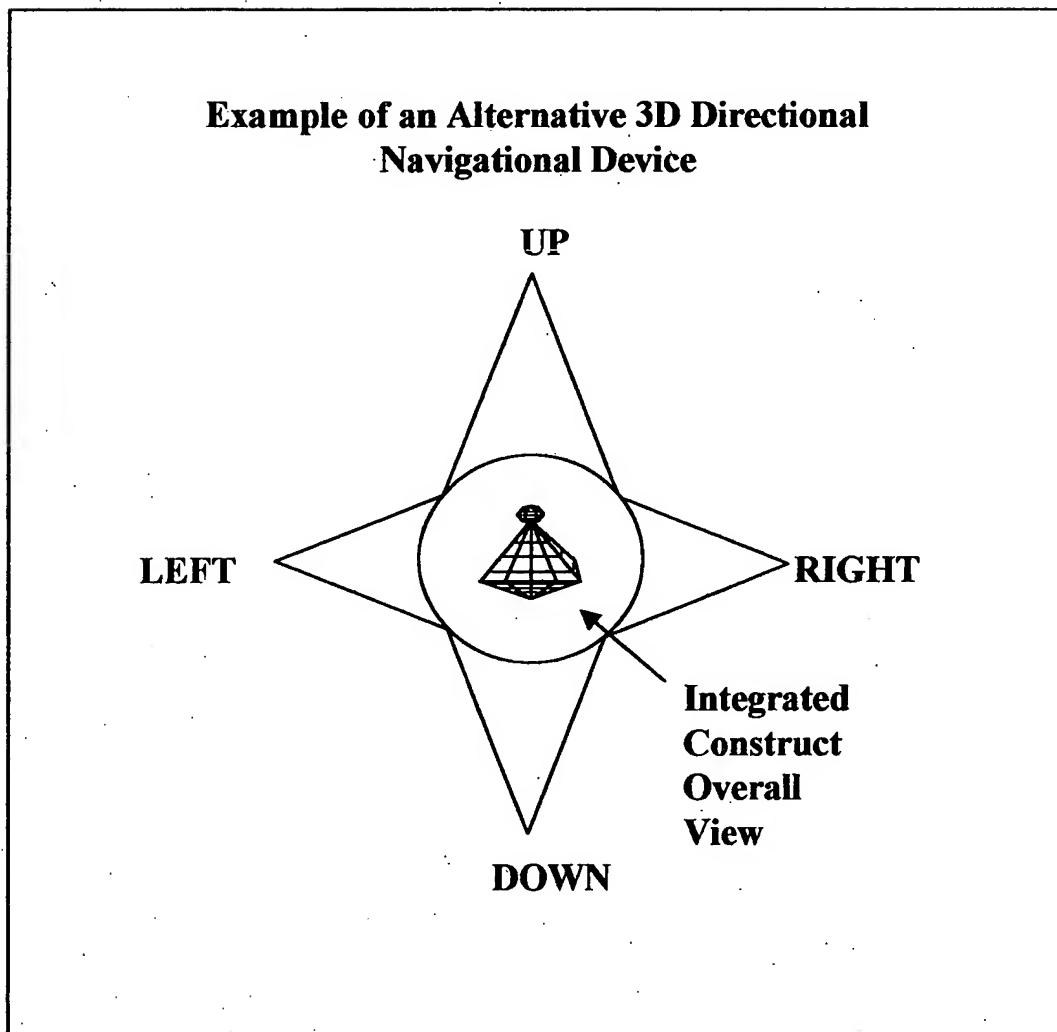 Example of an Alternative 3D Directional
Navigational Device
UP
LEFT
RIGHT
Integrated
Construct
Overall
View
DOWN